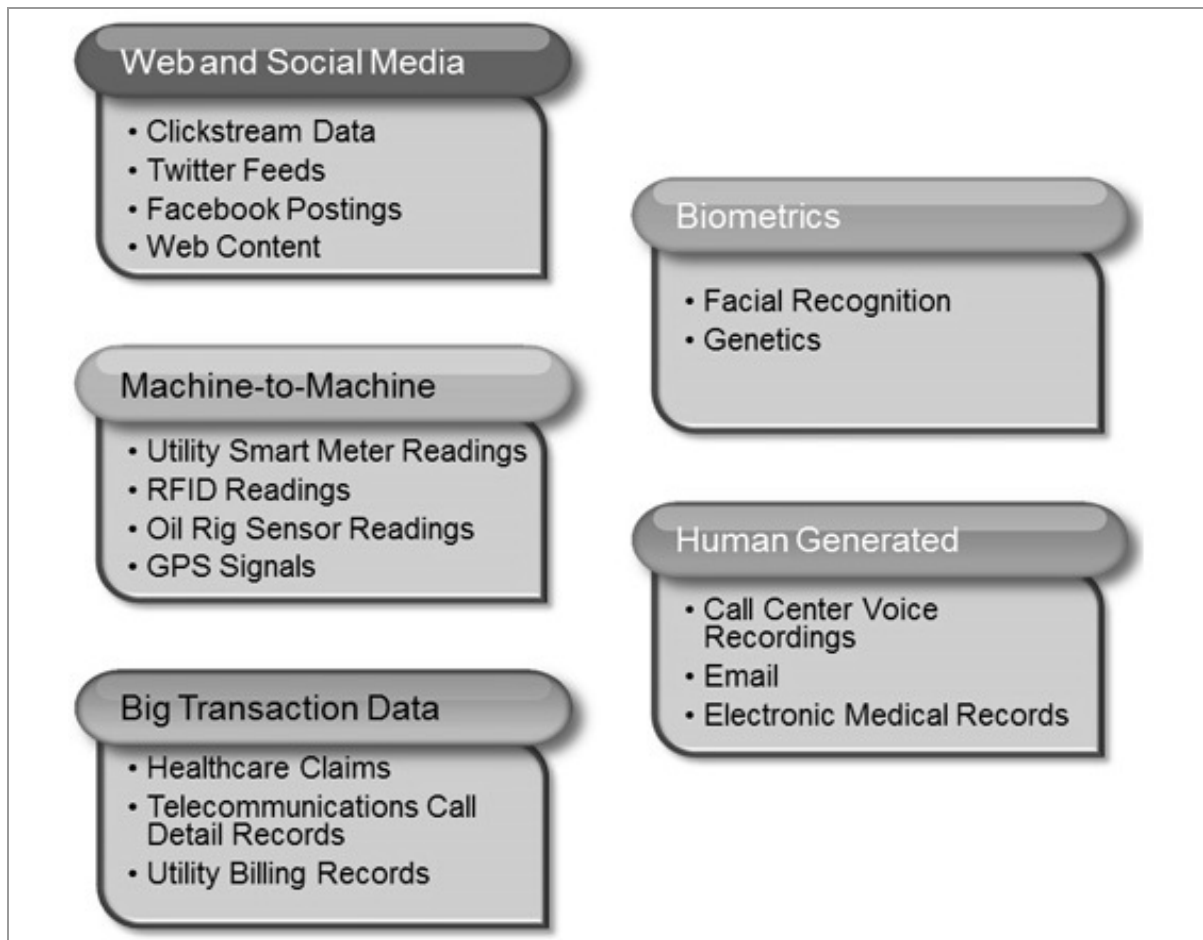 Web and Social Media
• Clickstream Data
• Twitter Feeds
• Facebook Postings
• Web Content
Machine-to-Machine
• Utility Smart Meter Readings
• RFID Readings
• Oil Rig Sensor Readings
• GPS Signals
Big Transaction Data
• Healthcare Claims
• Telecommunications Call
Detail Records
• Utility Billing Records
Biometrics
• Facial Recognition
• Genetics
Human Generated
• Call Center Voice
Recordings
• Email
• Electronic Medical Records